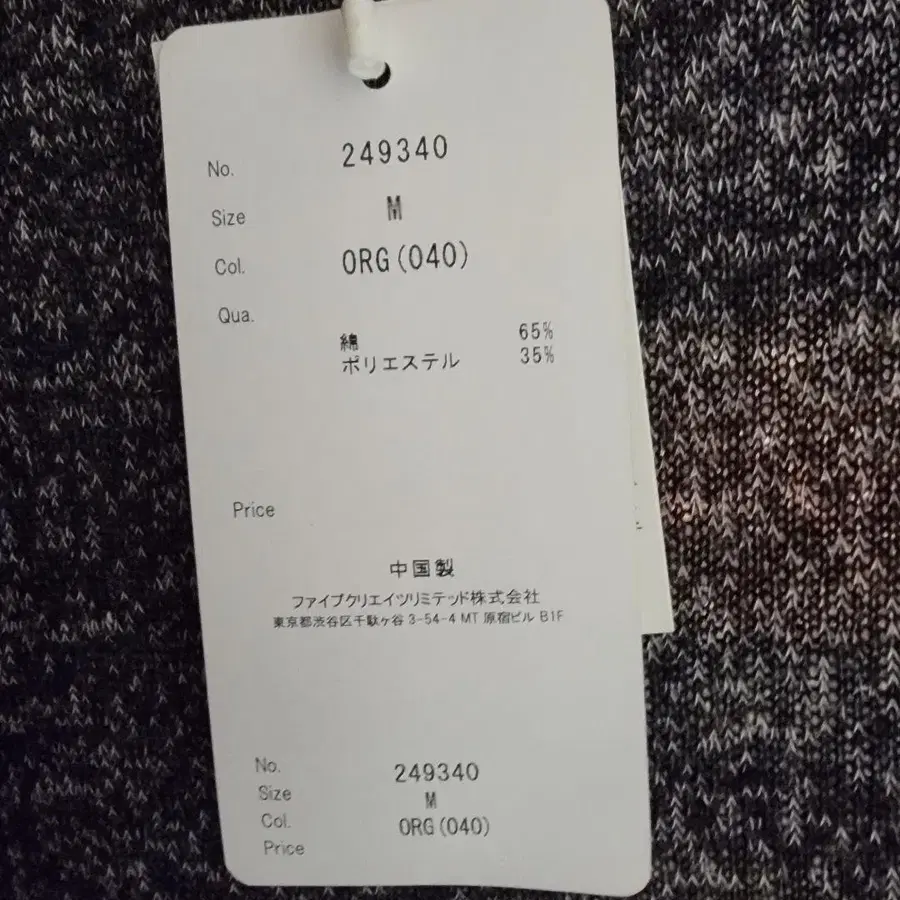 No. 249340
Size M
Col. ORG(040)
Qua.
綿 65%
ポリエステル 35%
Price
中国製
ファイブクリエイツリミテッド株式会社
東京都渋谷区千駄ヶ谷 3-54-4 MT 原宿ビル B1F
No. 249340
Size M
Col. ORG(040)
Price